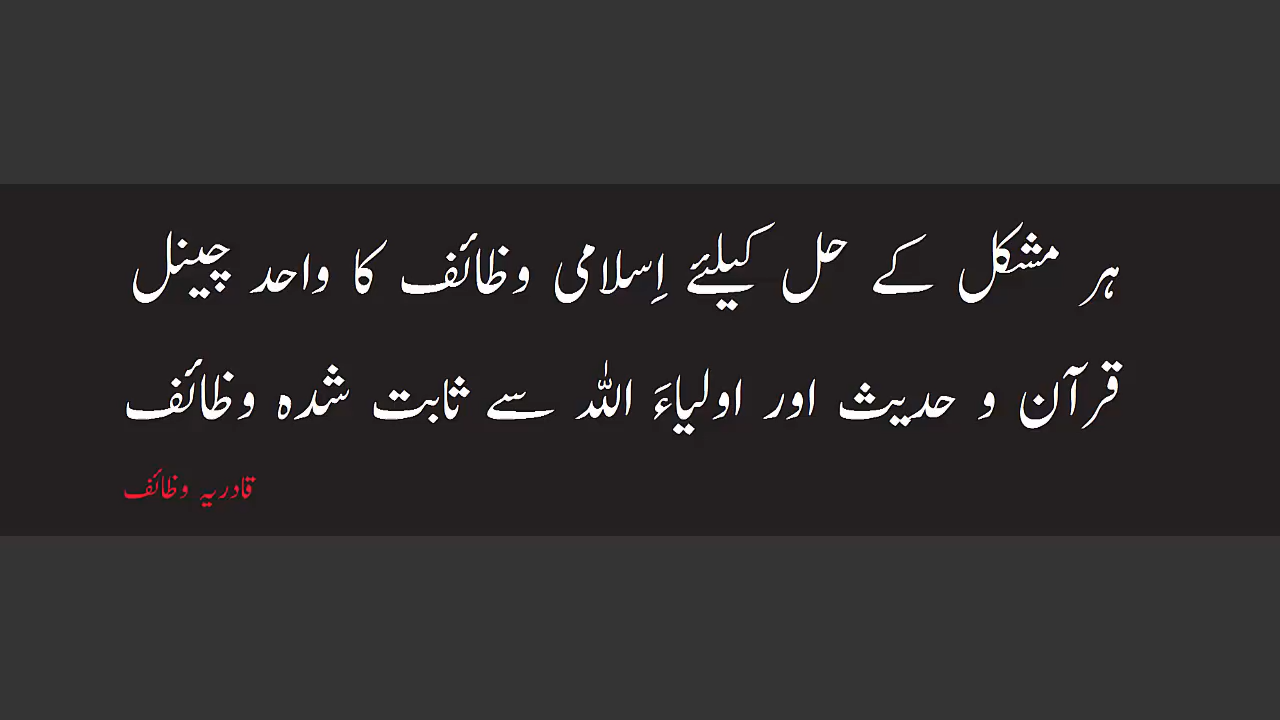 ہر مشکل کے حل کیلئے اِسلامی وظائف کا واحد چینل
قرآن و حدیث اور اولیاءَ اللہ سے ثابت شدہ وظائف
قادریہ وظائف